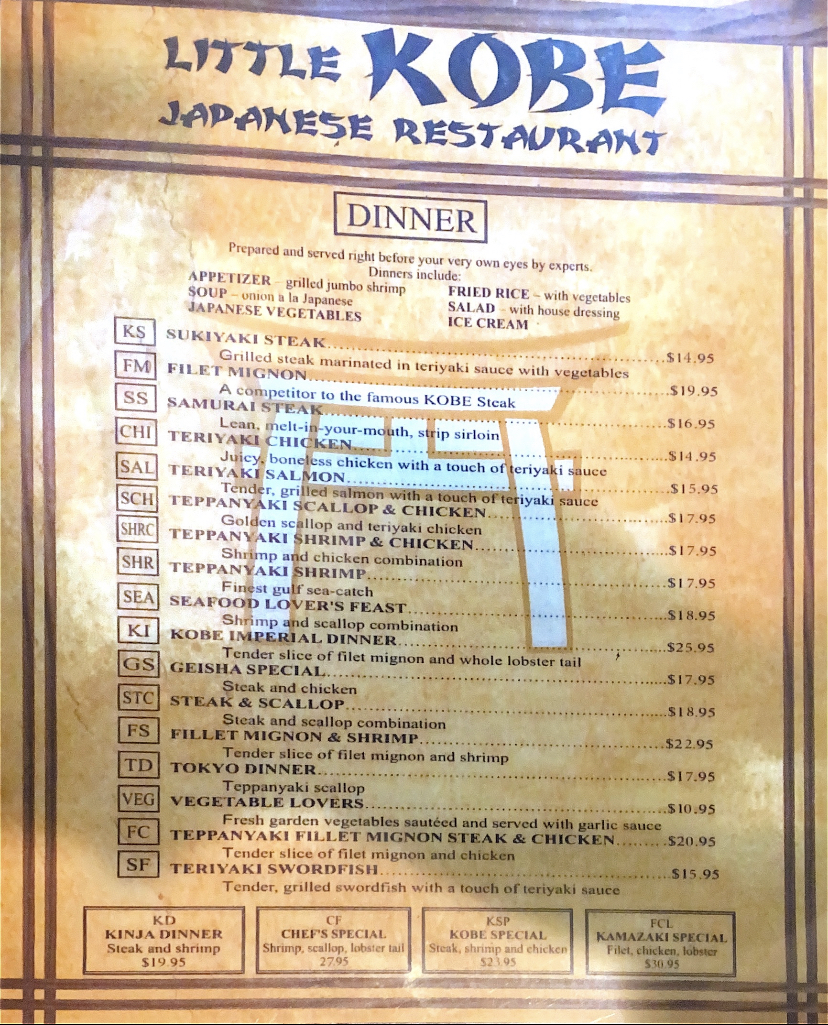 LITTLE KOBE
JAPANESE RESTAURANT
DINNER
Prepared and served right before your very own eyes by experts.
Dinners include:
APPETIZER – grilled jumbo shrimp
SOUP – onion a la Japanese
JAPANESE VEGETABLES
FRIED RICE – with vegetables
SALAD – with house dressing
ICE CREAM
KS SUKIYAKI STEAK $14.95
Grilled steak marinated in teriyaki sauce with vegetables
FM FILET MIGNON $19.95
A competitor to the famous KOBE Steak
SS SAMURAI STEAK $16.95
Lean, melt-in-your-mouth, strip sirloin
CHI TERIYAKI CHICKEN $14.95
Juicy, boneless chicken with a touch of teriyaki sauce
SAL TERIYAKI SALMON $15.95
Tender, grilled salmon with a touch of teriyaki sauce
SCH TEPPANYAKI SCALLOP & CHICKEN $17.95
Golden scallop and teriyaki chicken
SHRC TEPPANYAKI SHRIMP & CHICKEN $17.95
Shrimp and chicken combination
SHR TEPPANYAKI SHRIMP $17.95
Finest gulf sea-catch
SEA SEAFOOD LOVER'S FEAST $18.95
Shrimp and scallop combination
KI KOBE IMPERIAL DINNER $25.95
Tender slice of filet mignon and whole lobster tail
GS GEISHA SPECIAL $17.95
Steak and chicken
STC STEAK & SCALLOP $18.95
Steak and scallop combination
FS FILLET MIGNON & SHRIMP $22.95
Tender slice of filet mignon and shrimp
TD TOKYO DINNER $17.95
Teppanyaki scallop
VEG VEGETABLE LOVERS $10.95
Fresh garden vegetables sautéed and served with garlic sauce
FC TEPPANYAKI FILLET MIGNON STEAK & CHICKEN $20.95
Tender slice of filet mignon and chicken
SF TERIYAKI SWORDFISH $15.95
Tender, grilled swordfish with a touch of teriyaki sauce
KD
KINJA DINNER
Steak and shrimp
$19.95
CF
CHEF'S SPECIAL
Shrimp, scallop, lobster tail
27.95
KSP
KOBE SPECIAL
Steak, shrimp and chicken
$23.95
FCL
KAMAZAKI SPECIAL
Filet, chicken, lobster
$30.95